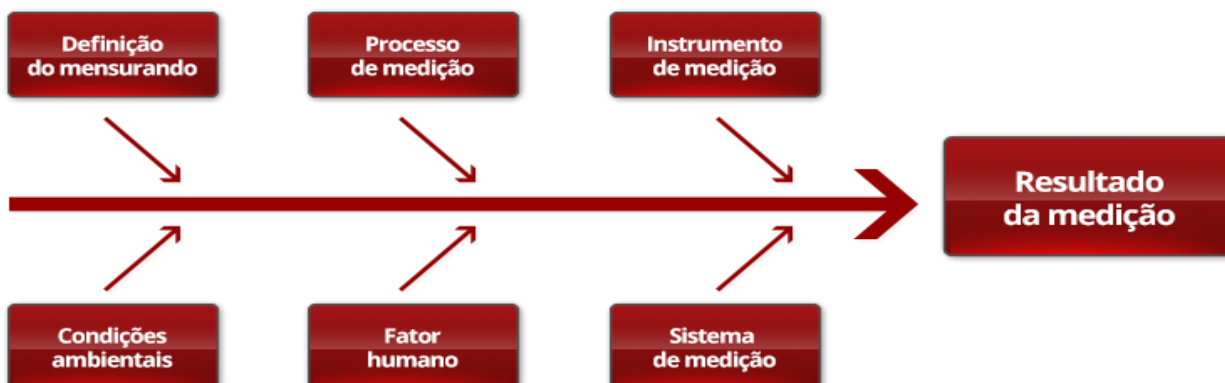 Definição
do mensurando
Processo
de medição
Instrumento
de medição
Resultado
da medição
Condições
ambientais
Fator
humano
Sistema
de medição